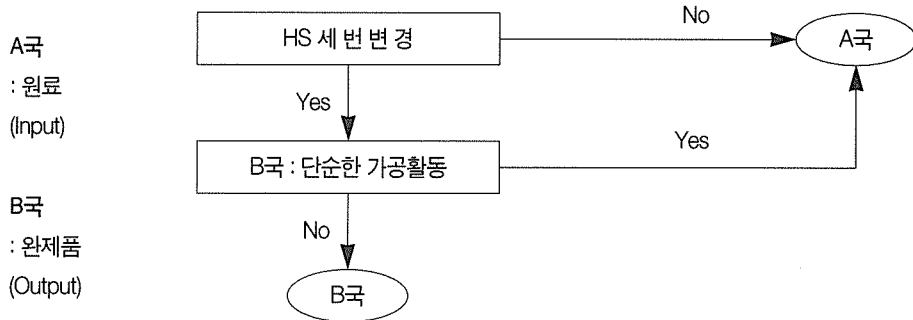 A국
: 원료
(Input)
B국
: 완제품
(Output)
HS 세 번 변 경
No
A국
Yes
B국 : 단순한 가공활동
Yes
No
B국